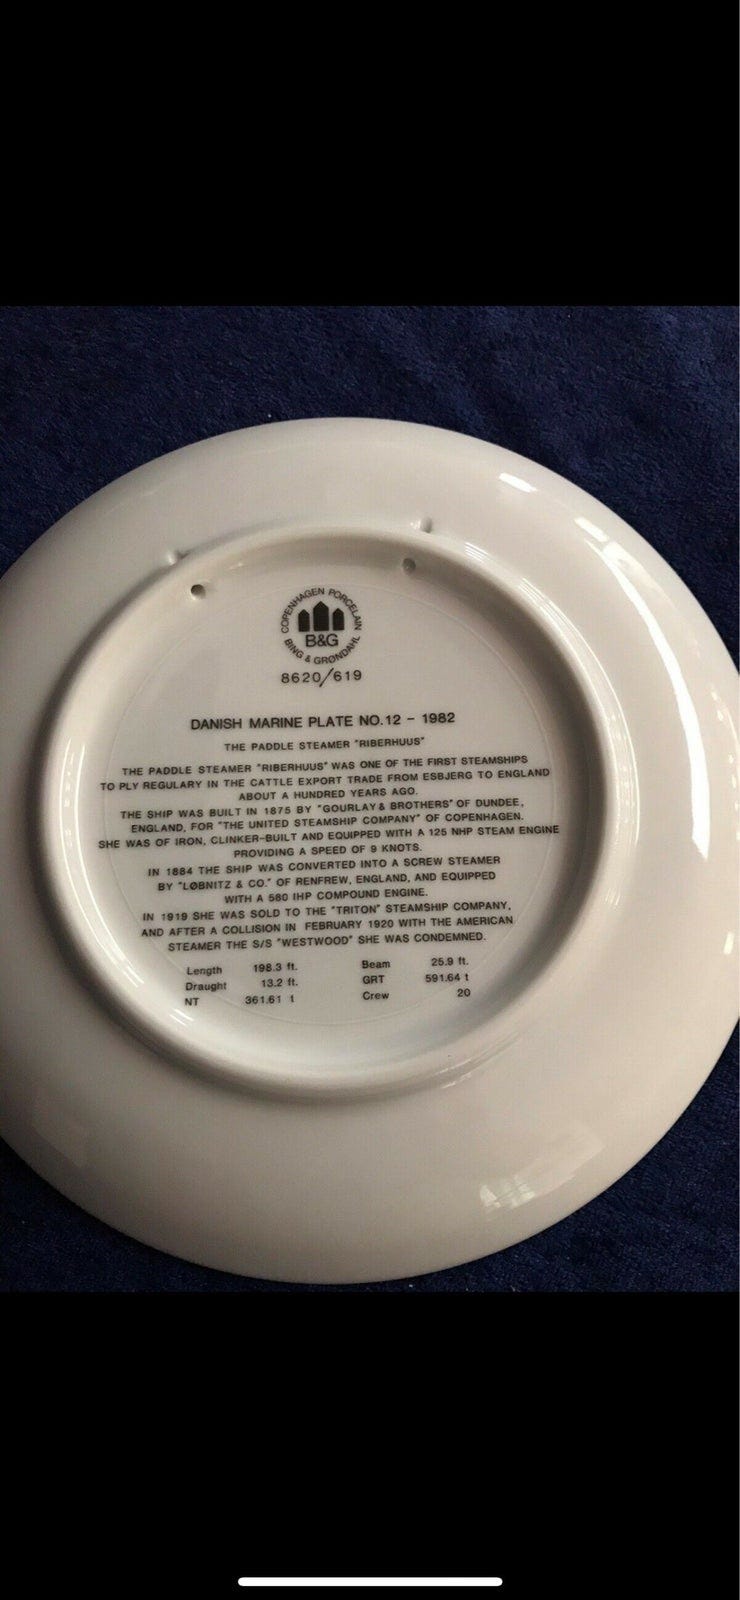 COPENHAGEN PORCELAIN
B&G
BING & GRØNDAHL
8620/619
DANISH MARINE PLATE NO.12 - 1982
THE PADDLE STEAMER "RIBERHUUS"
THE PADDLE STEAMER "RIBERHUUS" WAS ONE OF THE FIRST STEAMSHIPS
TO PLY REGULARY IN THE CATTLE EXPORT TRADE FROM ESBJERG TO ENGLAND
ABOUT A HUNDRED YEARS AGO.
THE SHIP WAS BUILT IN 1875 BY "GOURLAY & BROTHERS" OF DUNDEE,
ENGLAND, FOR "THE UNITED STEAMSHIP COMPANY" OF COPENHAGEN.
SHE WAS OF IRON, CLINKER-BUILT AND EQUIPPED WITH A 125 NHP STEAM ENGINE
PROVIDING A SPEED OF 9 KNOTS.
IN 1884 THE SHIP WAS CONVERTED INTO A SCREW STEAMER
BY "LØBNITZ & CO." OF RENFREW, ENGLAND, AND EQUIPPED
WITH A 580 IHP COMPOUND ENGINE.
IN 1919 SHE WAS SOLD TO THE "TRITON" STEAMSHIP COMPANY,
AND AFTER A COLLISION IN FEBRUARY 1920 WITH THE AMERICAN
STEAMER THE S/S "WESTWOOD" SHE WAS CONDEMNED.
Length 198.3 ft. Beam 25.9 ft.
Draught 13.2 ft. GRT 591.64 t
NT 361.61 t Crew 20